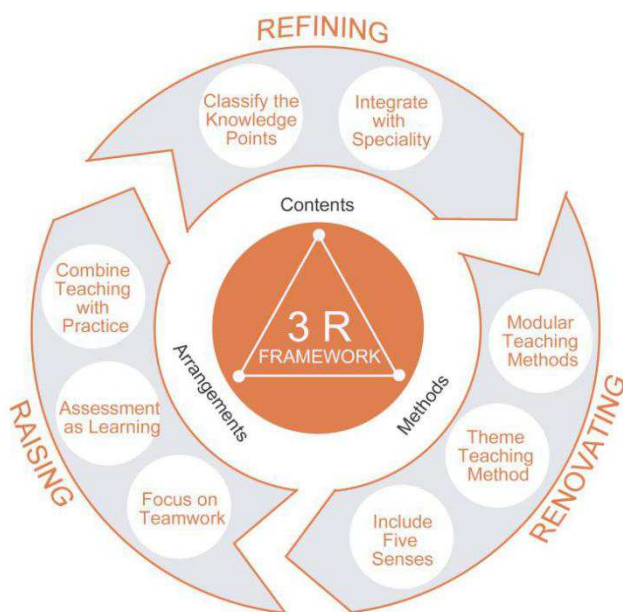 REFINING
Classify the
Knowledge
Points
Integrate
with
Speciality
Contents
3 R
FRAMEWORK
Arrangements
Methods
RENOVATING
Modular
Teaching
Methods
Theme
Teaching
Method
Include
Five
Senses
RAISING
Combine
Teaching
with
Practice
Assessment
as Learning
Focus on
Teamwork